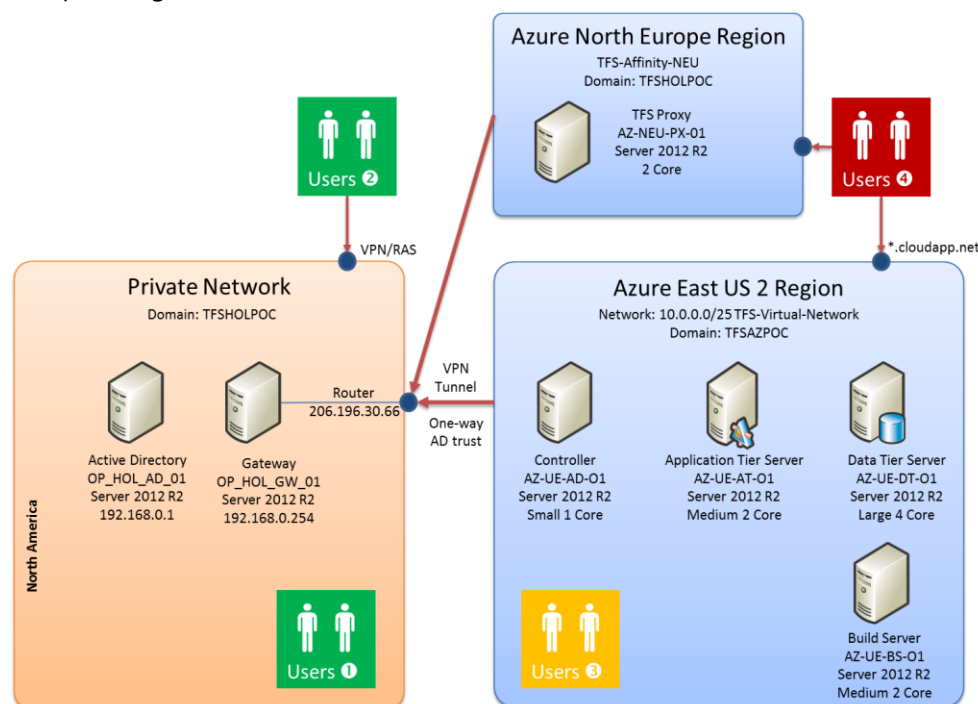 Azure North Europe Region
TFS-Affinity-NEU
Domain: TFSHOLPOC
TFS Proxy
AZ-NEU-PX-01
Server 2012 R2
2 Core
Users ❷
Users ❹
VPN/RAS
*.cloudapp.net
Private Network
Domain: TFSHOLPOC
Azure East US 2 Region
Network: 10.0.0.0/25 TFS-Virtual-Network
Domain: TFSAZPOC
Router
206.196.30.66
VPN
Tunnel
One-way
AD trust
Active Directory
OP_HOL_AD_01
Server 2012 R2
192.168.0.1
Gateway
OP_HOL_GW_01
Server 2012 R2
192.168.0.254
Controller
AZ-UE-AD-O1
Server 2012 R2
Small 1 Core
Application Tier Server
AZ-UE-AT-O1
Server 2012 R2
Medium 2 Core
Data Tier Server
AZ-UE-DT-O1
Server 2012 R2
Large 4 Core
North America
Users ❶
Users ❸
Build Server
AZ-UE-BS-O1
Server 2012 R2
Medium 2 Core